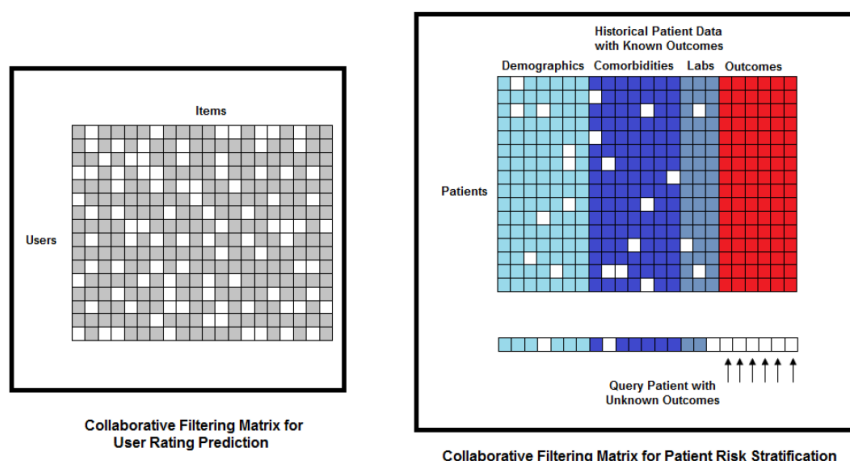 Items
Users
Collaborative Filtering Matrix for
User Rating Prediction
Historical Patient Data
with Known Outcomes
Demographics Comorbidities Labs Outcomes
Patients
Query Patient with
Unknown Outcomes
Collaborative Filtering Matrix for Patient Risk Stratification